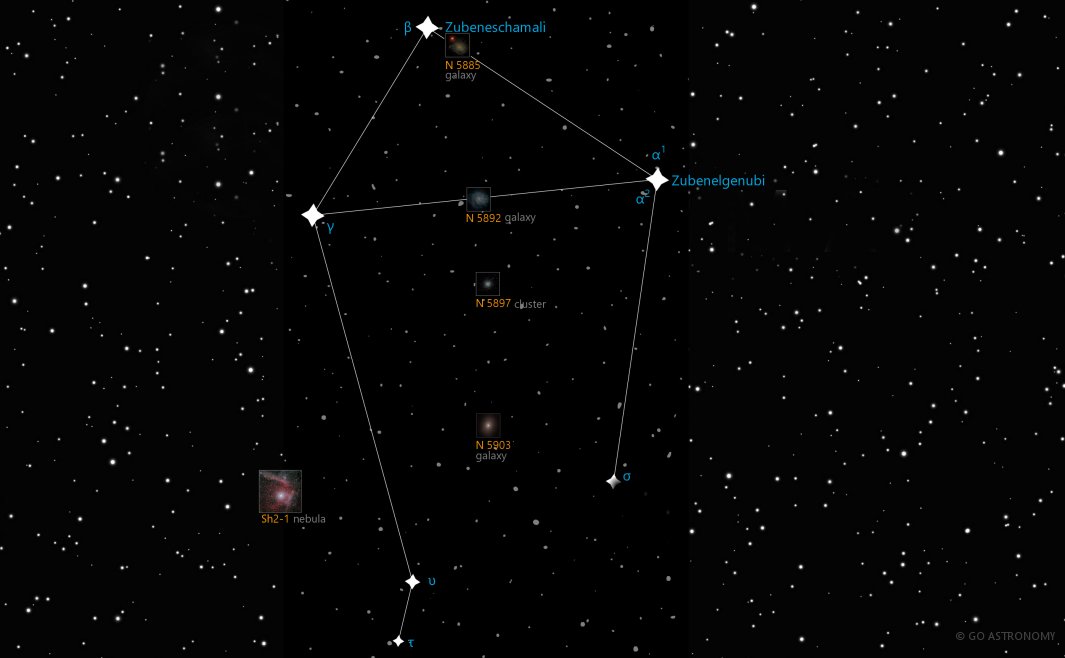 β Zubeneschamali
N 5885
galaxy
α1
Zubenelgenubi
α2
N 5892 galaxy
γ
N 5897 cluster
N 5903
galaxy
σ
Sh2-1 nebula
υ
τ
© GO ASTRONOMY